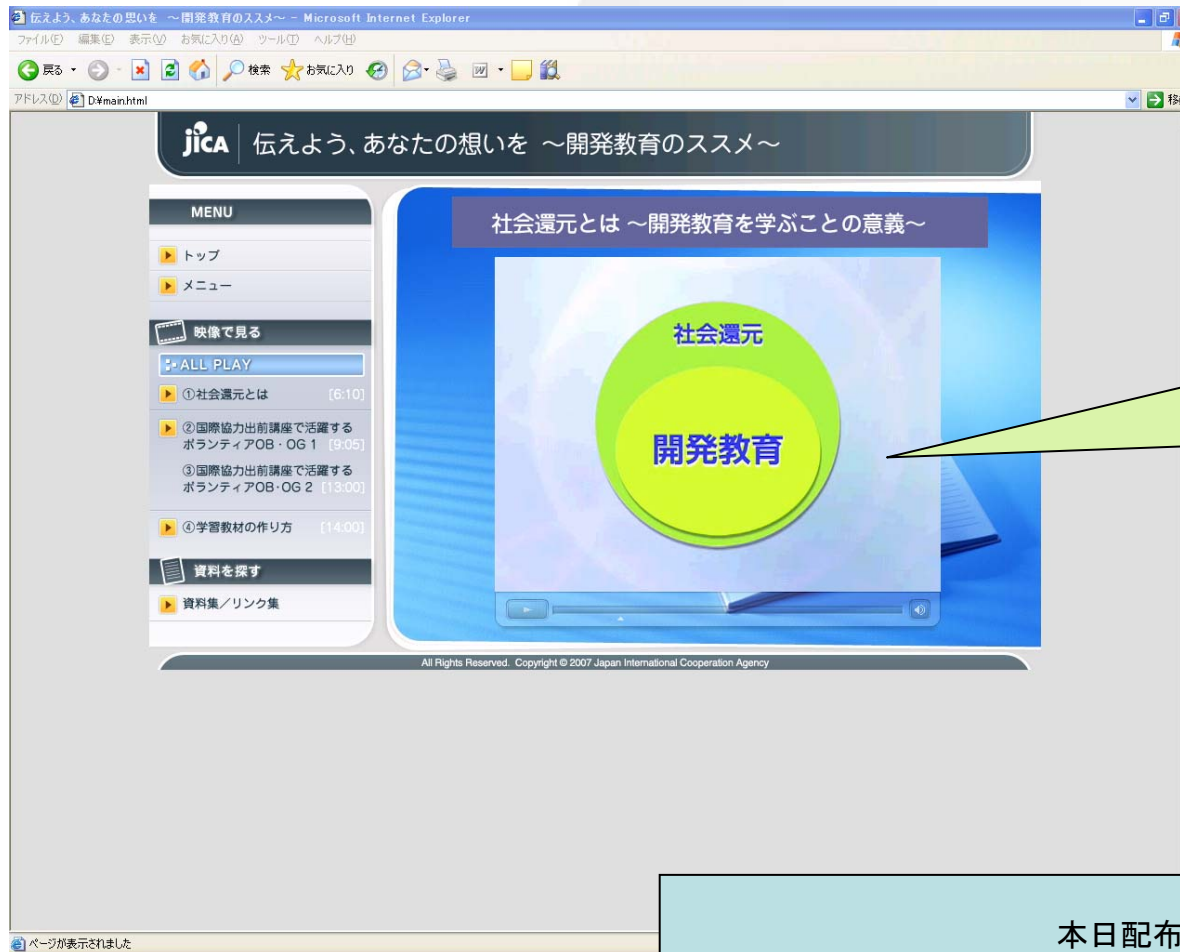 伝えよう、あなたの思いを ～開発教育のススメ～ - Microsoft Internet Explorer
ファイル(F) 編集(E) 表示(V) お気に入り(A) ツール(T) ヘルプ(H)
戻る 検索 お気に入り
アドレス(D) D:¥main.html 移
jica 伝えよう、あなたの想いを ～開発教育のススメ～
MENU
トップ
メニュー
映像で見る
ALL PLAY
①社会還元とは [6:10]
②国際協力出前講座で活躍する
ボランティアOB・OG 1 [9:05]
③国際協力出前講座で活躍する
ボランティアOB・OG 2 [13:00]
④学習教材の作り方 [14:00]
資料を探す
資料集／リンク集
社会還元とは ～開発教育を学ぶことの意義～
社会還元
開発教育
All Rights Reserved. Copyright © 2007 Japan International Cooperation Agency
本日配布
ページが表示されました